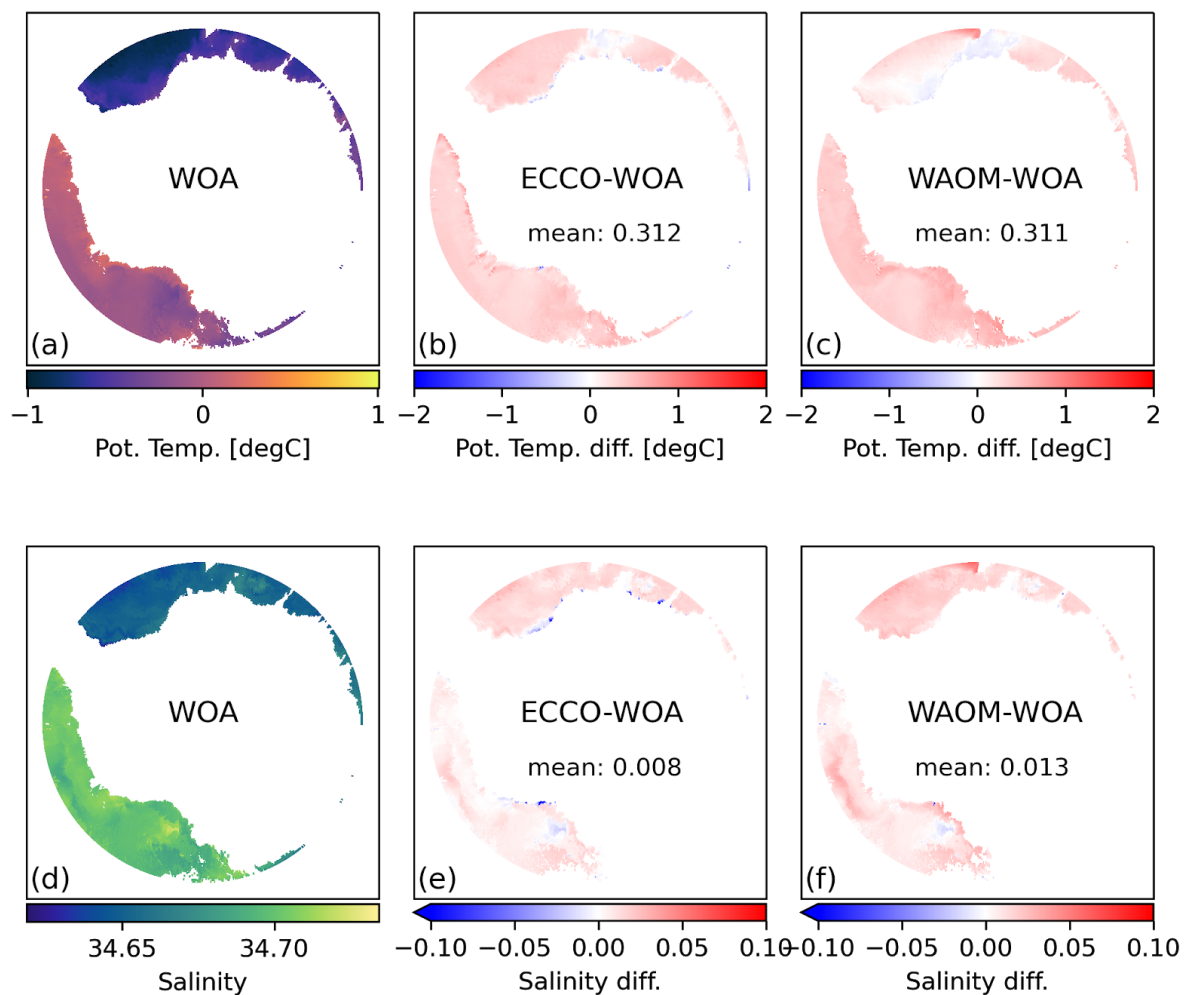 WOA
ECCO-WOA
WAOM-WOA
mean: 0.312
mean: 0.311
(a)
(b)
(c)
−1 0 1
−2 −1 0 1 2
−2 −1 0 1 2
Pot. Temp. [degC]
Pot. Temp. diff. [degC]
Pot. Temp. diff. [degC]
WOA
ECCO-WOA
WAOM-WOA
mean: 0.008
mean: 0.013
(d)
(e)
(f)
34.65 34.70
−0.10 −0.05 0.00 0.05 0.10
−0.10 −0.05 0.00 0.05 0.10
Salinity
Salinity diff.
Salinity diff.